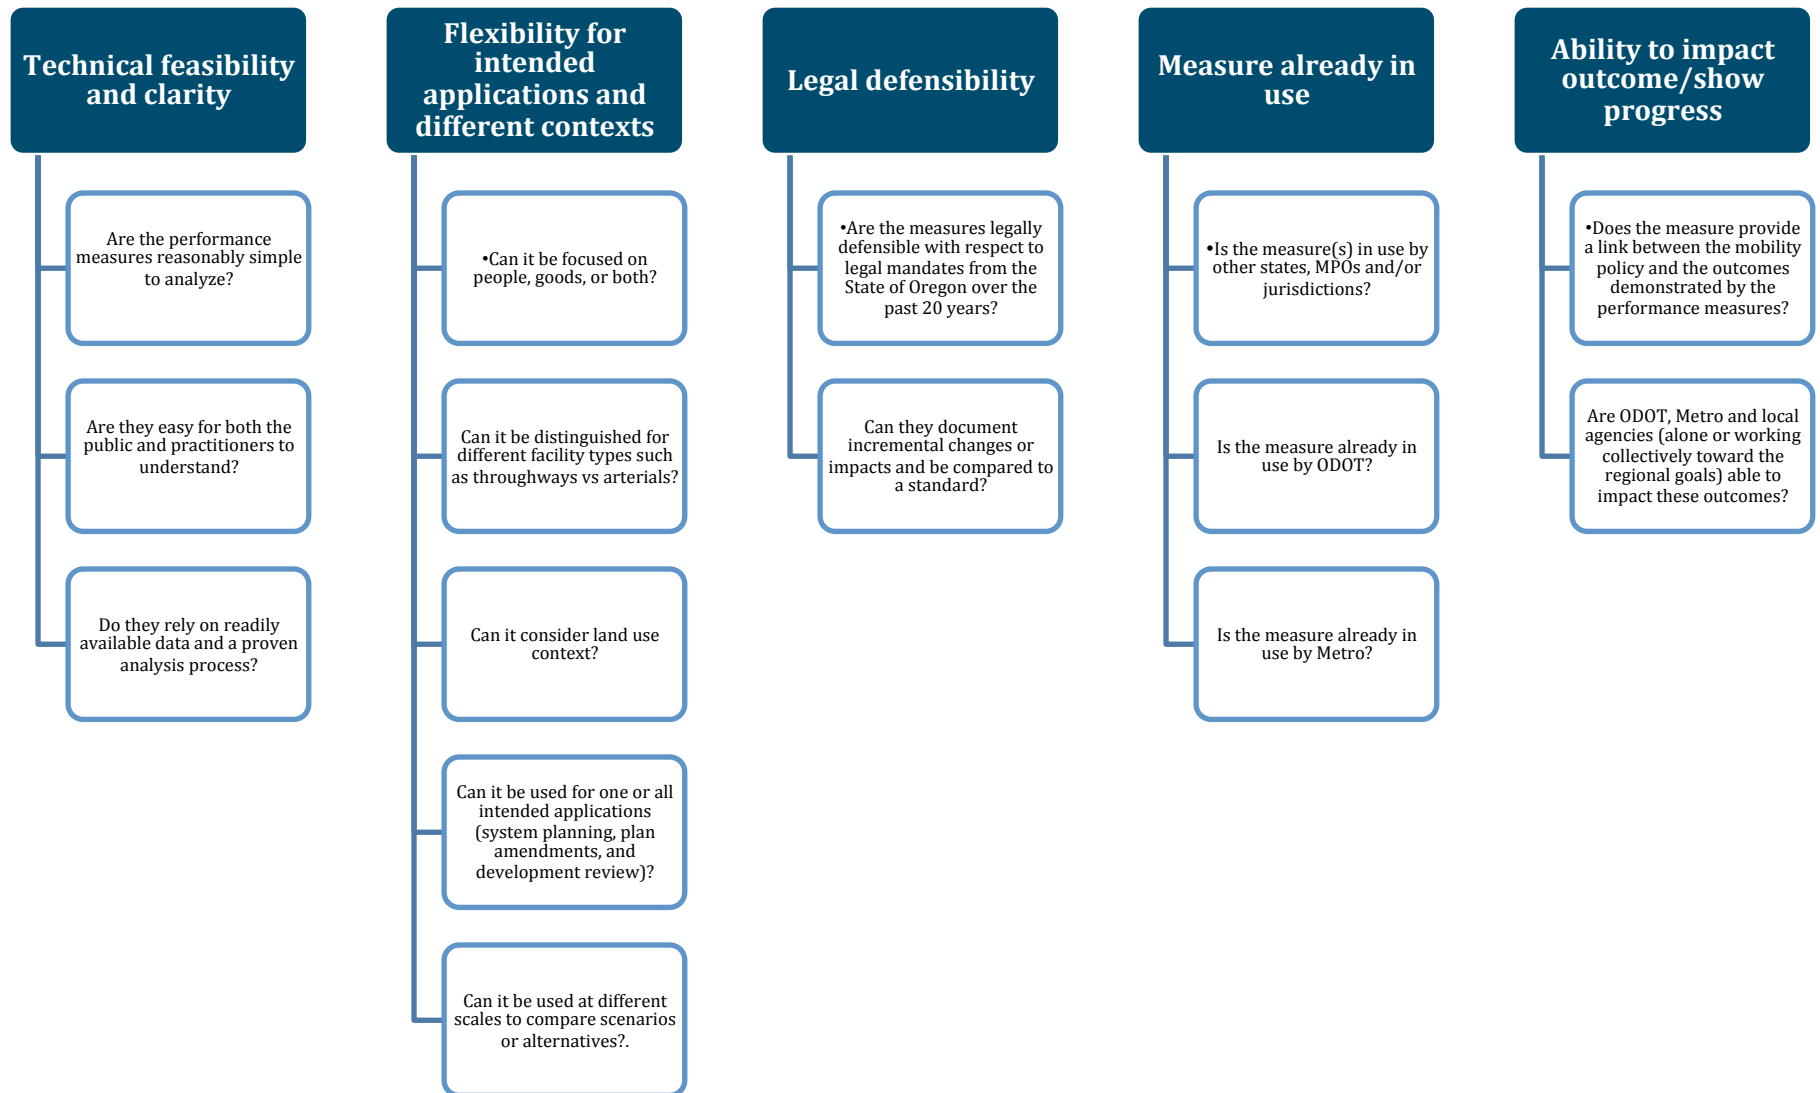 Technical feasibility
and clarity
Are the performance
measures reasonably simple
to analyze?
Are they easy for both the
public and practitioners to
understand?
Do they rely on readily
available data and a proven
analysis process?
Flexibility for
intended
applications and
different contexts
•Can it be focused on
people, goods, or both?
Can it be distinguished for
different facility types such
as throughways vs arterials?
Can it consider land use
context?
Can it be used for one or all
intended applications
(system planning, plan
amendments, and
development review)?
Can it be used at different
scales to compare scenarios
or alternatives?.
Legal defensibility
•Are the measures legally
defensible with respect to
legal mandates from the
State of Oregon over the
past 20 years?
Can they document
incremental changes or
impacts and be compared to
a standard?
Measure already in
use
•Is the measure(s) in use by
other states, MPOs and/or
jurisdictions?
Is the measure already in
use by ODOT?
Is the measure already in
use by Metro?
Ability to impact
outcome/show
progress
•Does the measure provide
a link between the mobility
policy and the outcomes
demonstrated by the
performance measures?
Are ODOT, Metro and local
agencies (alone or working
collectively toward the
regional goals) able to
impact these outcomes?